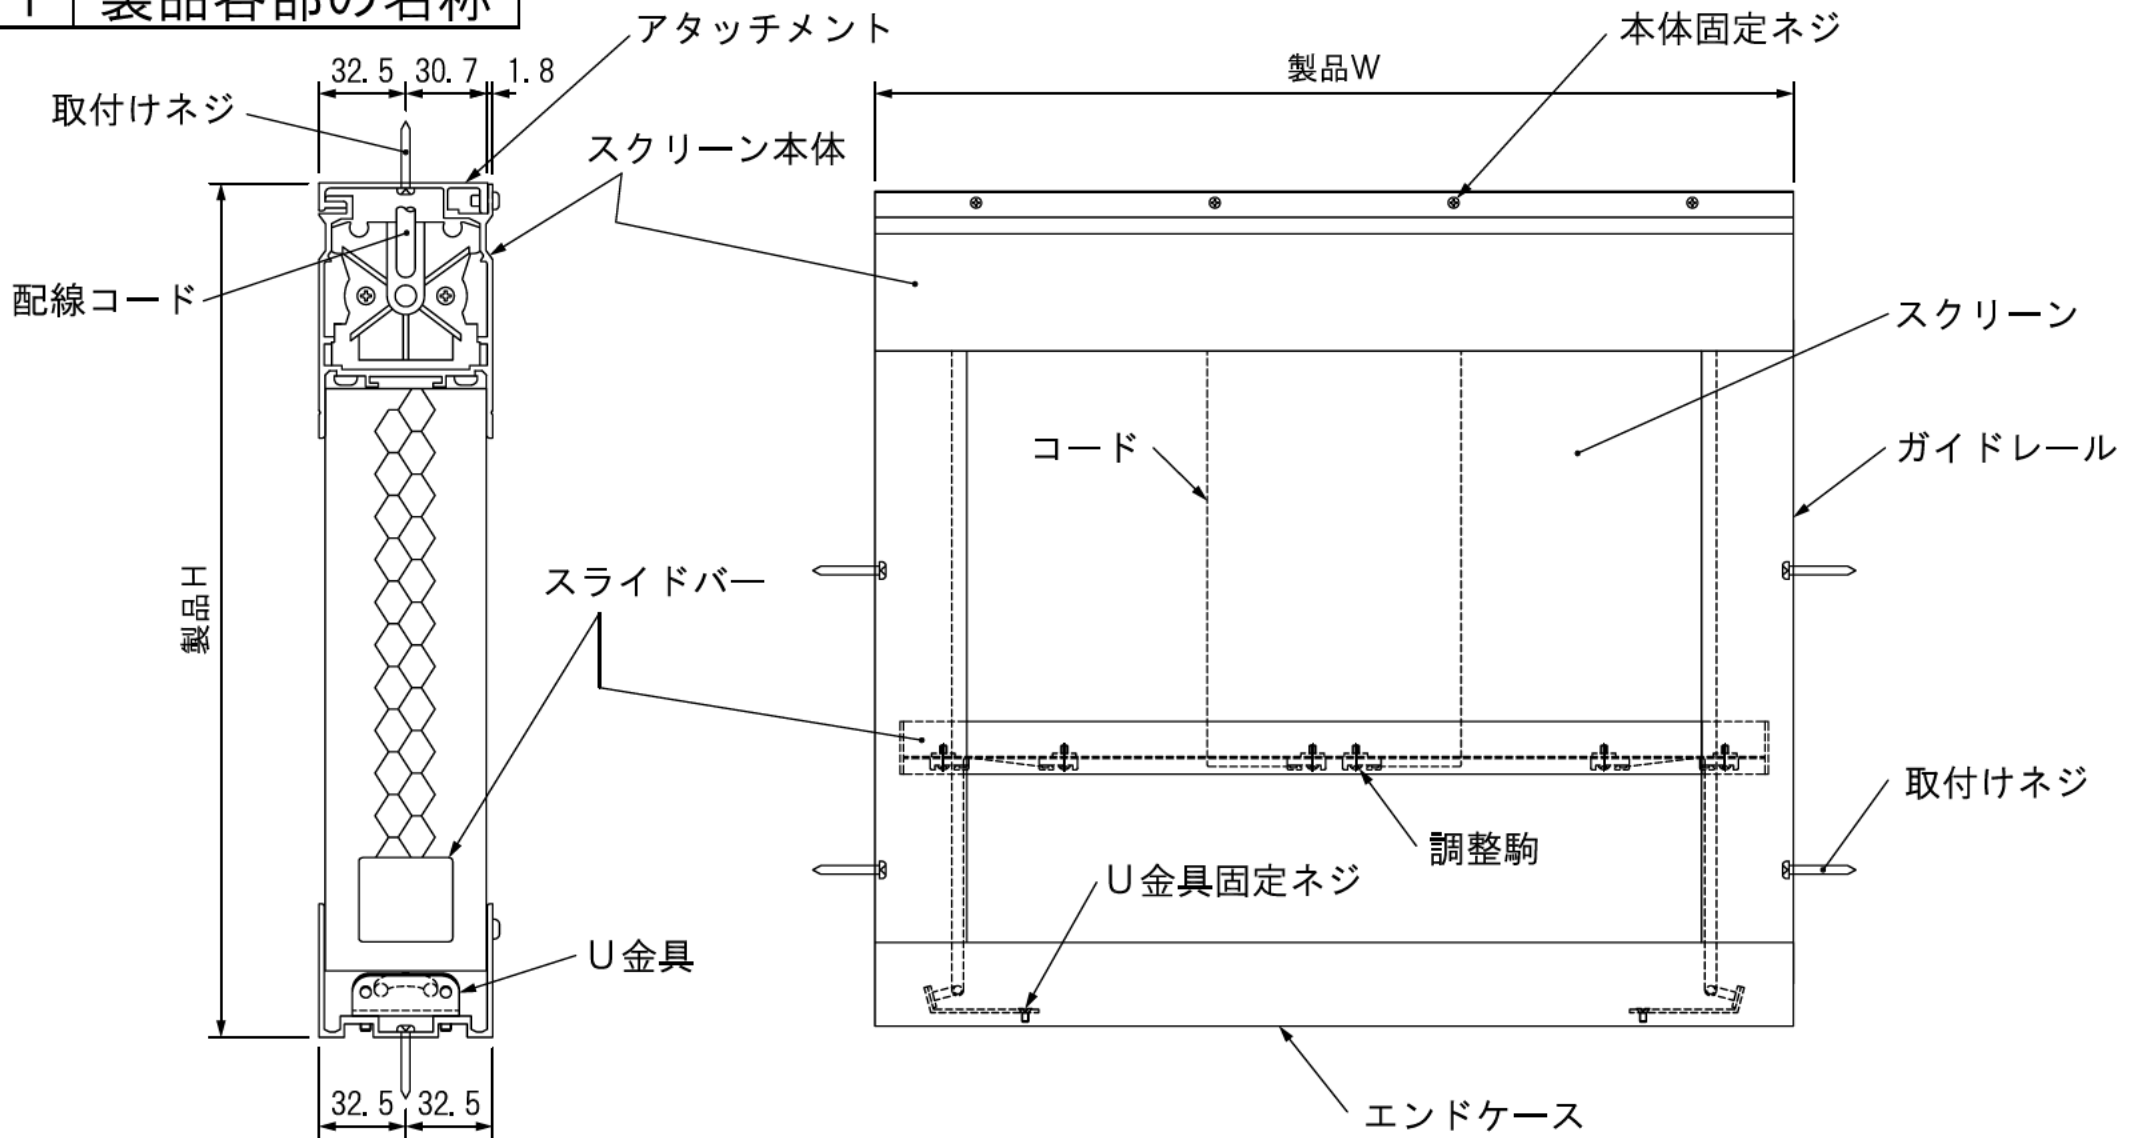 1 製品各部の名称
アタッチメント
本体固定ネジ
32.5 30.7 1.8
製品W
取付けネジ
スクリーン本体
配線コード
スクリーン
コード
ガイドレール
製品H
スライドバー
取付けネジ
調整駒
U金具固定ネジ
U金具
32.5 32.5
エンドケース